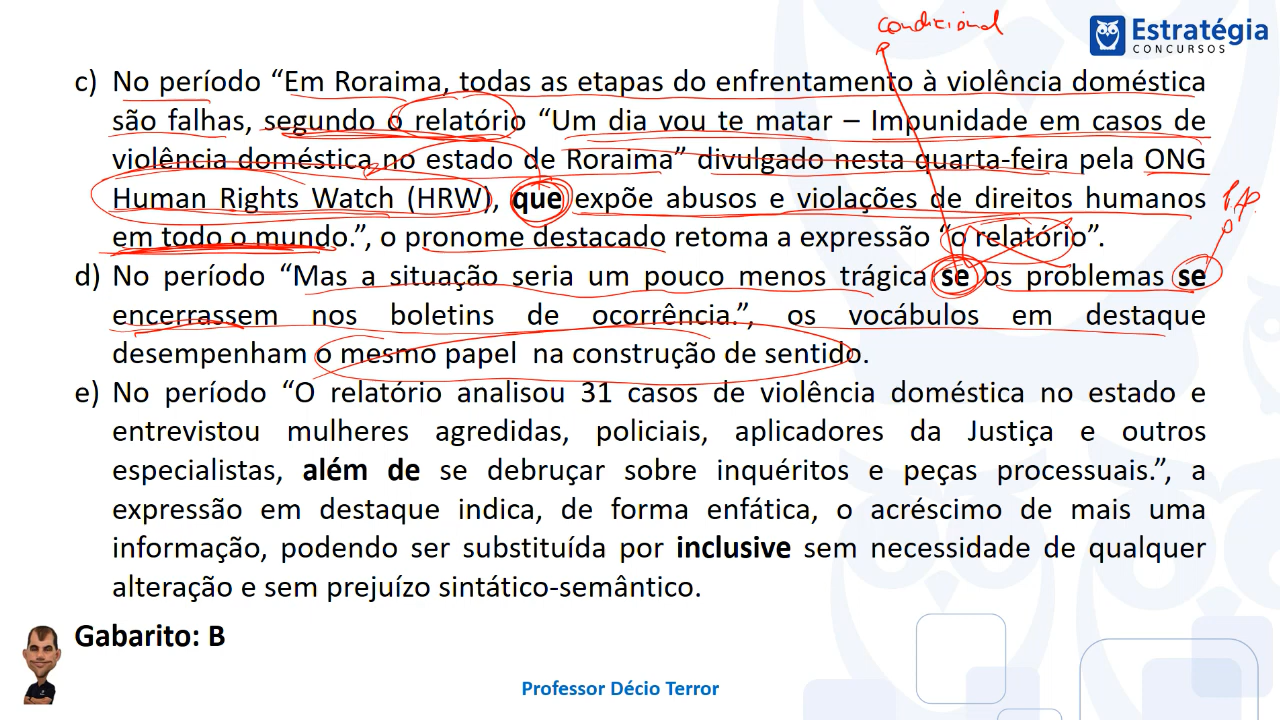 condicional
Estratégia
CONCURSOS
c) No período “Em Roraima, todas as etapas do enfrentamento à violência doméstica
são falhas, segundo o relatório “Um dia vou te matar – Impunidade em casos de
violência doméstica no estado de Roraima” divulgado nesta quarta-feira pela ONG
Human Rights Watch (HRW), que expõe abusos e violações de direitos humanos
em todo o mundo.”, o pronome destacado retoma a expressão “o relatório”.
d) No período “Mas a situação seria um pouco menos trágica se os problemas se
encerrassem nos boletins de ocorrência.”, os vocábulos em destaque
desempenham o mesmo papel na construção de sentido.
e) No período “O relatório analisou 31 casos de violência doméstica no estado e
entrevistou mulheres agredidas, policiais, aplicadores da Justiça e outros
especialistas, além de se debruçar sobre inquéritos e peças processuais.”, a
expressão em destaque indica, de forma enfática, o acréscimo de mais uma
informação, podendo ser substituída por inclusive sem necessidade de qualquer
alteração e sem prejuízo sintático-semântico.
Gabarito: B
Professor Décio Terror